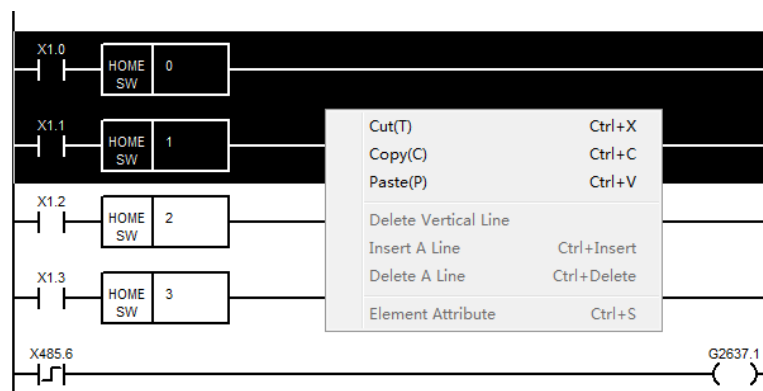 X1.0
HOME SW 0
X1.1
HOME SW 1
Cut(T) Ctrl+X
Copy(C) Ctrl+C
Paste(P) Ctrl+V
X1.2
HOME SW 2
Delete Vertical Line
Insert A Line Ctrl+Insert
Delete A Line Ctrl+Delete
X1.3
HOME SW 3
Element Attribute Ctrl+S
X485.6 G2637.1